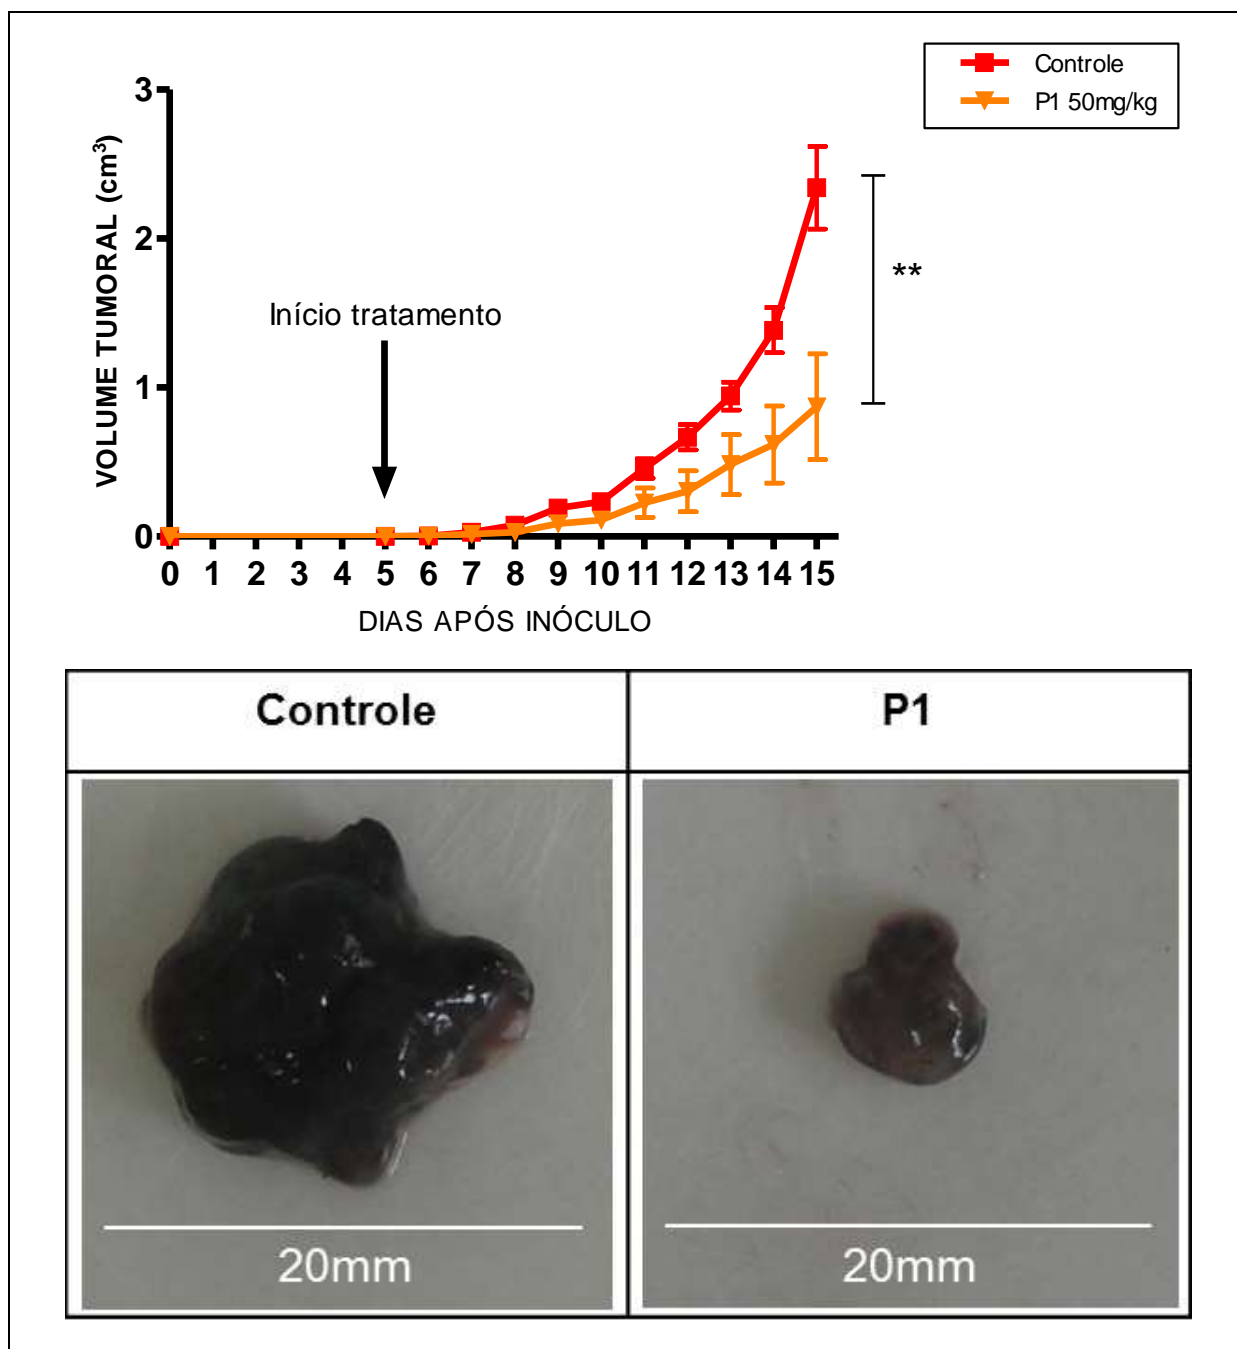 Controle
P1 50mg/kg
VOLUME TUMORAL (cm³)
3
2
1
0
Início tratamento
**
0 1 2 3 4 5 6 7 8 9 10 11 12 13 14 15
DIAS APÓS INÓCULO
Controle
P1
20mm
20mm